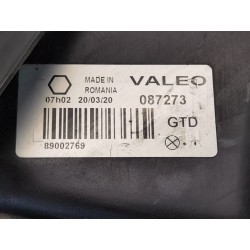 MADE IN
ROMANIA
VALEO
07h02 20/03/20
087273
GTD
89002769